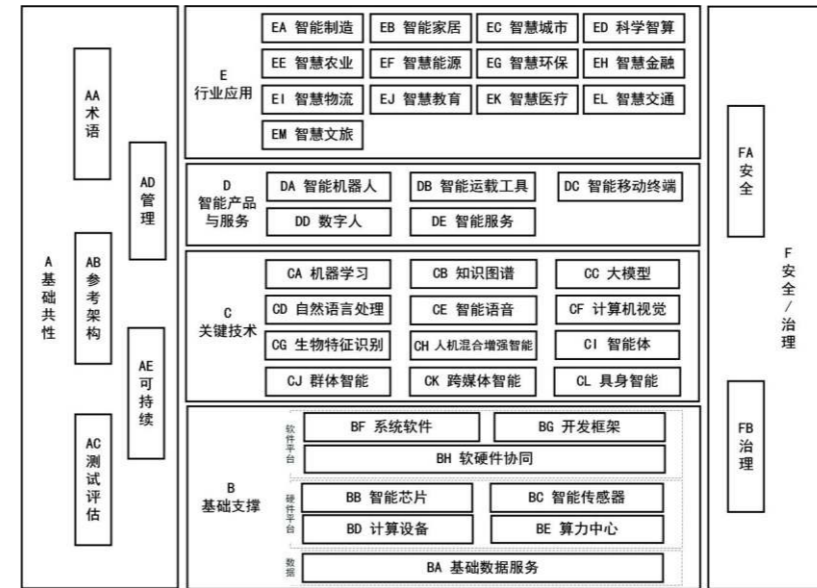 A 基础共性
AA 术语
AB 参考架构
AC 测试评估
AD 管理
AE 可持续
E
行业应用
EA 智能制造
EB 智能家居
EC 智慧城市
ED 科学智算
EE 智慧农业
EF 智慧能源
EG 智慧环保
EH 智慧金融
EI 智慧物流
EJ 智慧教育
EK 智慧医疗
EL 智慧交通
EM 智慧文旅
D
智能产品
与服务
DA 智能机器人
DB 智能运载工具
DC 智能移动终端
DD 数字人
DE 智能服务
C
关键技术
CA 机器学习
CB 知识图谱
CC 大模型
CD 自然语言处理
CE 智能语音
CF 计算机视觉
CG 生物特征识别
CH 人机混合增强智能
CI 智能体
CJ 群体智能
CK 跨媒体智能
CL 具身智能
B
基础支撑
软件平台
BF 系统软件
BG 开发框架
BH 软硬件协同
硬件平台
BB 智能芯片
BC 智能传感器
BD 计算设备
BE 算力中心
数据
BA 基础数据服务
FA 安全
FB 治理
F 安全/治理